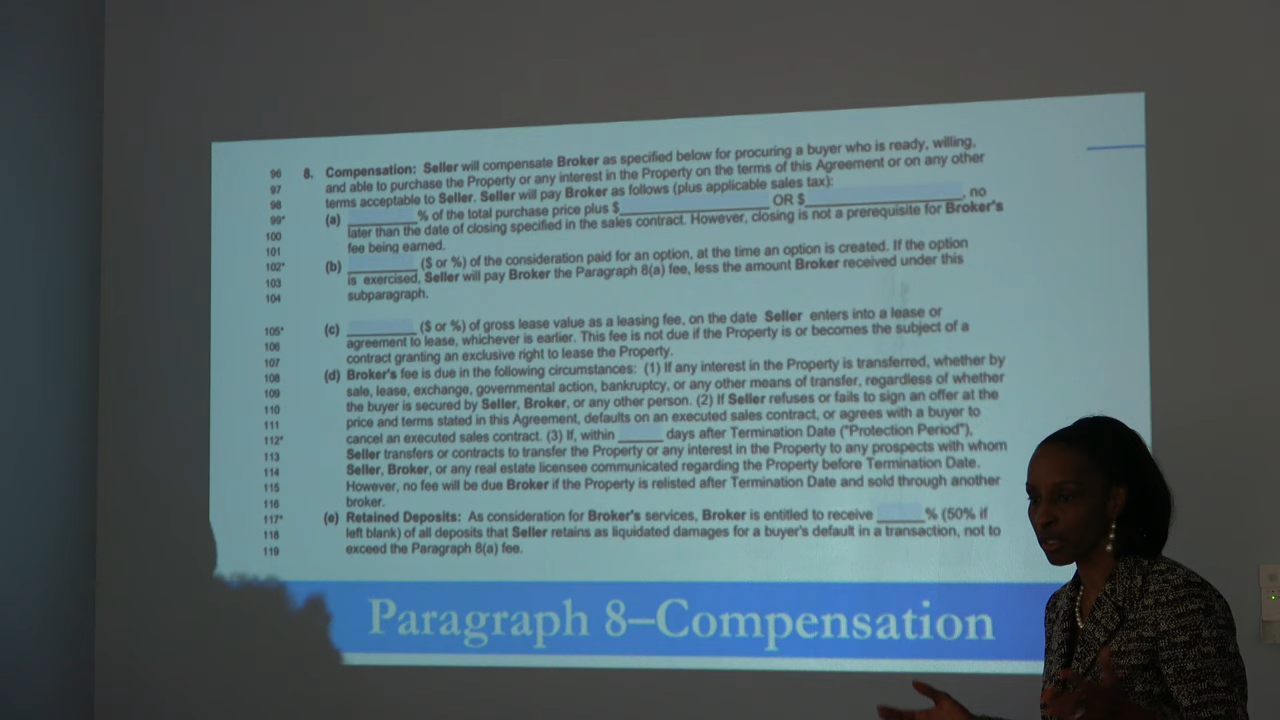 96 8. Compensation: Seller will compensate Broker as specified below for procuring a buyer who is ready, willing,
97 and able to purchase the Property or any interest in the Property on the terms of this Agreement or on any other
98 terms acceptable to Seller. Seller will pay Broker as follows (plus applicable sales tax):
99* (a) ______% of the total purchase price plus $______ OR $______, no
100 later than the date of closing specified in the sales contract. However, closing is not a prerequisite for Broker's
101 fee being earned.
102* (b) ______ ($ or %) of the consideration paid for an option, at the time an option is created. If the option
103 is exercised, Seller will pay Broker the Paragraph 8(a) fee, less the amount Broker received under this
104 subparagraph.
105* (c) ______ ($ or %) of gross lease value as a leasing fee, on the date Seller enters into a lease or
106 agreement to lease, whichever is earlier. This fee is not due if the Property is or becomes the subject of a
107 contract granting an exclusive right to lease the Property.
108 (d) Broker's fee is due in the following circumstances: (1) If any interest in the Property is transferred, whether by
109 sale, lease, exchange, governmental action, bankruptcy, or any other means of transfer, regardless of whether
110 the buyer is secured by Seller, Broker, or any other person. (2) If Seller refuses or fails to sign an offer at the
111 price and terms stated in this Agreement, defaults on an executed sales contract, or agrees with a buyer to
112* cancel an executed sales contract. (3) If, within ______ days after Termination Date ("Protection Period"),
113 Seller transfers or contracts to transfer the Property or any interest in the Property to any prospects with whom
114 Seller, Broker, or any real estate licensee communicated regarding the Property before Termination Date.
115 However, no fee will be due Broker if the Property is relisted after Termination Date and sold through another
116 broker.
117* (e) Retained Deposits: As consideration for Broker's services, Broker is entitled to receive ______% (50% if
118 left blank) of all deposits that Seller retains as liquidated damages for a buyer's default in a transaction, not to
119 exceed the Paragraph 8(a) fee.
Paragraph 8–Compensation